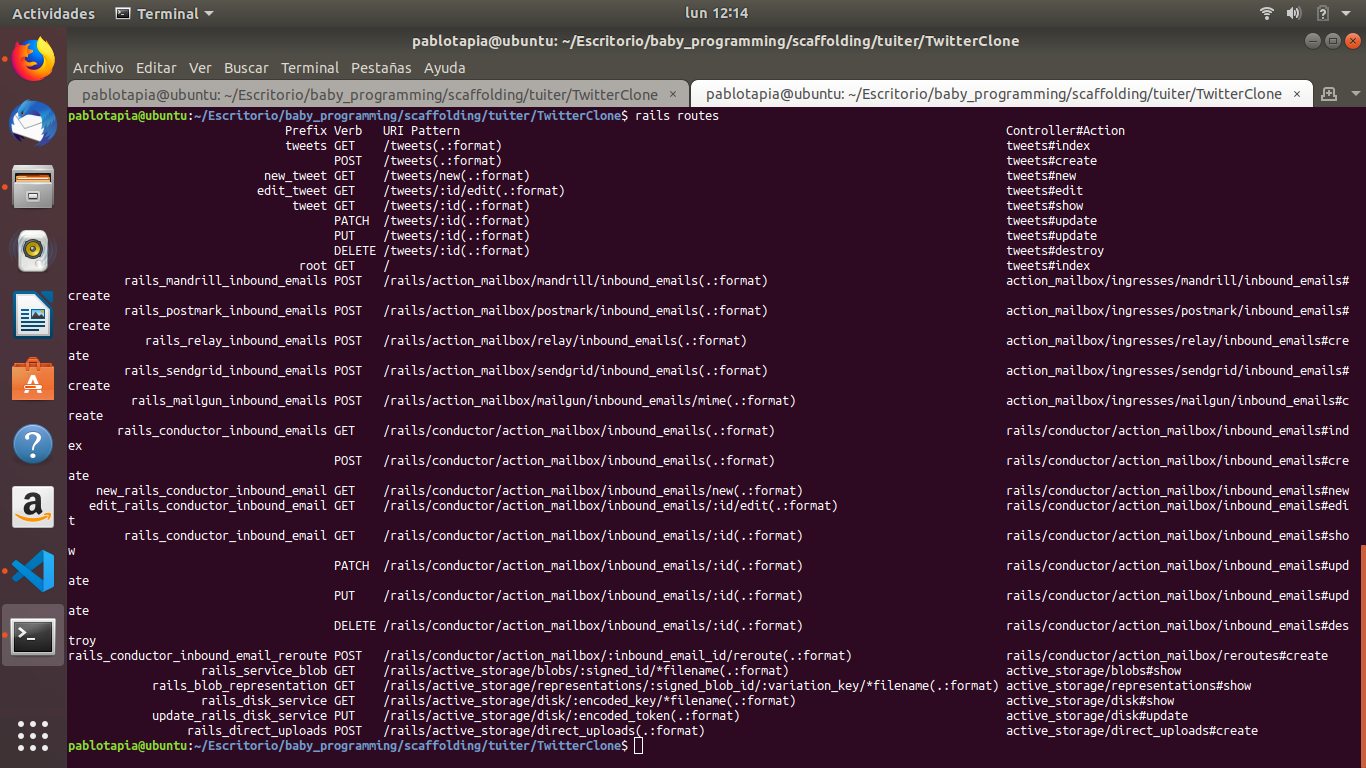 Actividades Terminal lun 12:14
pablotapia@ubuntu: ~/Escritorio/baby_programming/scaffolding/tuiter/TwitterClone
Archivo Editar Ver Buscar Terminal Pestañas Ayuda
pablotapia@ubuntu: ~/Escritorio/baby_programming/scaffolding/tuiter/TwitterClone × pablotapia@ubuntu: ~/Escritorio/baby_programming/scaffolding/tuiter/TwitterClone ×
pablotapia@ubuntu:~/Escritorio/baby_programming/scaffolding/tuiter/TwitterClone$ rails routes
Prefix Verb URI Pattern Controller#Action
tweets GET /tweets(.:format) tweets#index
POST /tweets(.:format) tweets#create
new_tweet GET /tweets/new(.:format) tweets#new
edit_tweet GET /tweets/:id/edit(.:format) tweets#edit
tweet GET /tweets/:id(.:format) tweets#show
PATCH /tweets/:id(.:format) tweets#update
PUT /tweets/:id(.:format) tweets#update
DELETE /tweets/:id(.:format) tweets#destroy
root GET / tweets#index
rails_mandrill_inbound_emails POST /rails/action_mailbox/mandrill/inbound_emails(.:format) action_mailbox/ingresses/mandrill/inbound_emails#
create
rails_postmark_inbound_emails POST /rails/action_mailbox/postmark/inbound_emails(.:format) action_mailbox/ingresses/postmark/inbound_emails#
create
rails_relay_inbound_emails POST /rails/action_mailbox/relay/inbound_emails(.:format) action_mailbox/ingresses/relay/inbound_emails#cre
ate
rails_sendgrid_inbound_emails POST /rails/action_mailbox/sendgrid/inbound_emails(.:format) action_mailbox/ingresses/sendgrid/inbound_emails#
create
rails_mailgun_inbound_emails POST /rails/action_mailbox/mailgun/inbound_emails/mime(.:format) action_mailbox/ingresses/mailgun/inbound_emails#c
reate
rails_conductor_inbound_emails GET /rails/conductor/action_mailbox/inbound_emails(.:format) rails/conductor/action_mailbox/inbound_emails#ind
ex
POST /rails/conductor/action_mailbox/inbound_emails(.:format) rails/conductor/action_mailbox/inbound_emails#cre
ate
new_rails_conductor_inbound_email GET /rails/conductor/action_mailbox/inbound_emails/new(.:format) rails/conductor/action_mailbox/inbound_emails#new
edit_rails_conductor_inbound_email GET /rails/conductor/action_mailbox/inbound_emails/:id/edit(.:format) rails/conductor/action_mailbox/inbound_emails#edi
t
rails_conductor_inbound_email GET /rails/conductor/action_mailbox/inbound_emails/:id(.:format) rails/conductor/action_mailbox/inbound_emails#sho
w
PATCH /rails/conductor/action_mailbox/inbound_emails/:id(.:format) rails/conductor/action_mailbox/inbound_emails#upd
ate
PUT /rails/conductor/action_mailbox/inbound_emails/:id(.:format) rails/conductor/action_mailbox/inbound_emails#upd
ate
DELETE /rails/conductor/action_mailbox/inbound_emails/:id(.:format) rails/conductor/action_mailbox/inbound_emails#des
troy
rails_conductor_inbound_email_reroute POST /rails/conductor/action_mailbox/:inbound_email_id/reroute(.:format) rails/conductor/action_mailbox/reroutes#create
rails_service_blob GET /rails/active_storage/blobs/:signed_id/*filename(.:format) active_storage/blobs#show
rails_blob_representation GET /rails/active_storage/representations/:signed_blob_id/:variation_key/*filename(.:format) active_storage/representations#show
rails_disk_service GET /rails/active_storage/disk/:encoded_key/*filename(.:format) active_storage/disk#show
update_rails_disk_service PUT /rails/active_storage/disk/:encoded_token(.:format) active_storage/disk#update
rails_direct_uploads POST /rails/active_storage/direct_uploads(.:format) active_storage/direct_uploads#create
pablotapia@ubuntu:~/Escritorio/baby_programming/scaffolding/tuiter/TwitterClone$